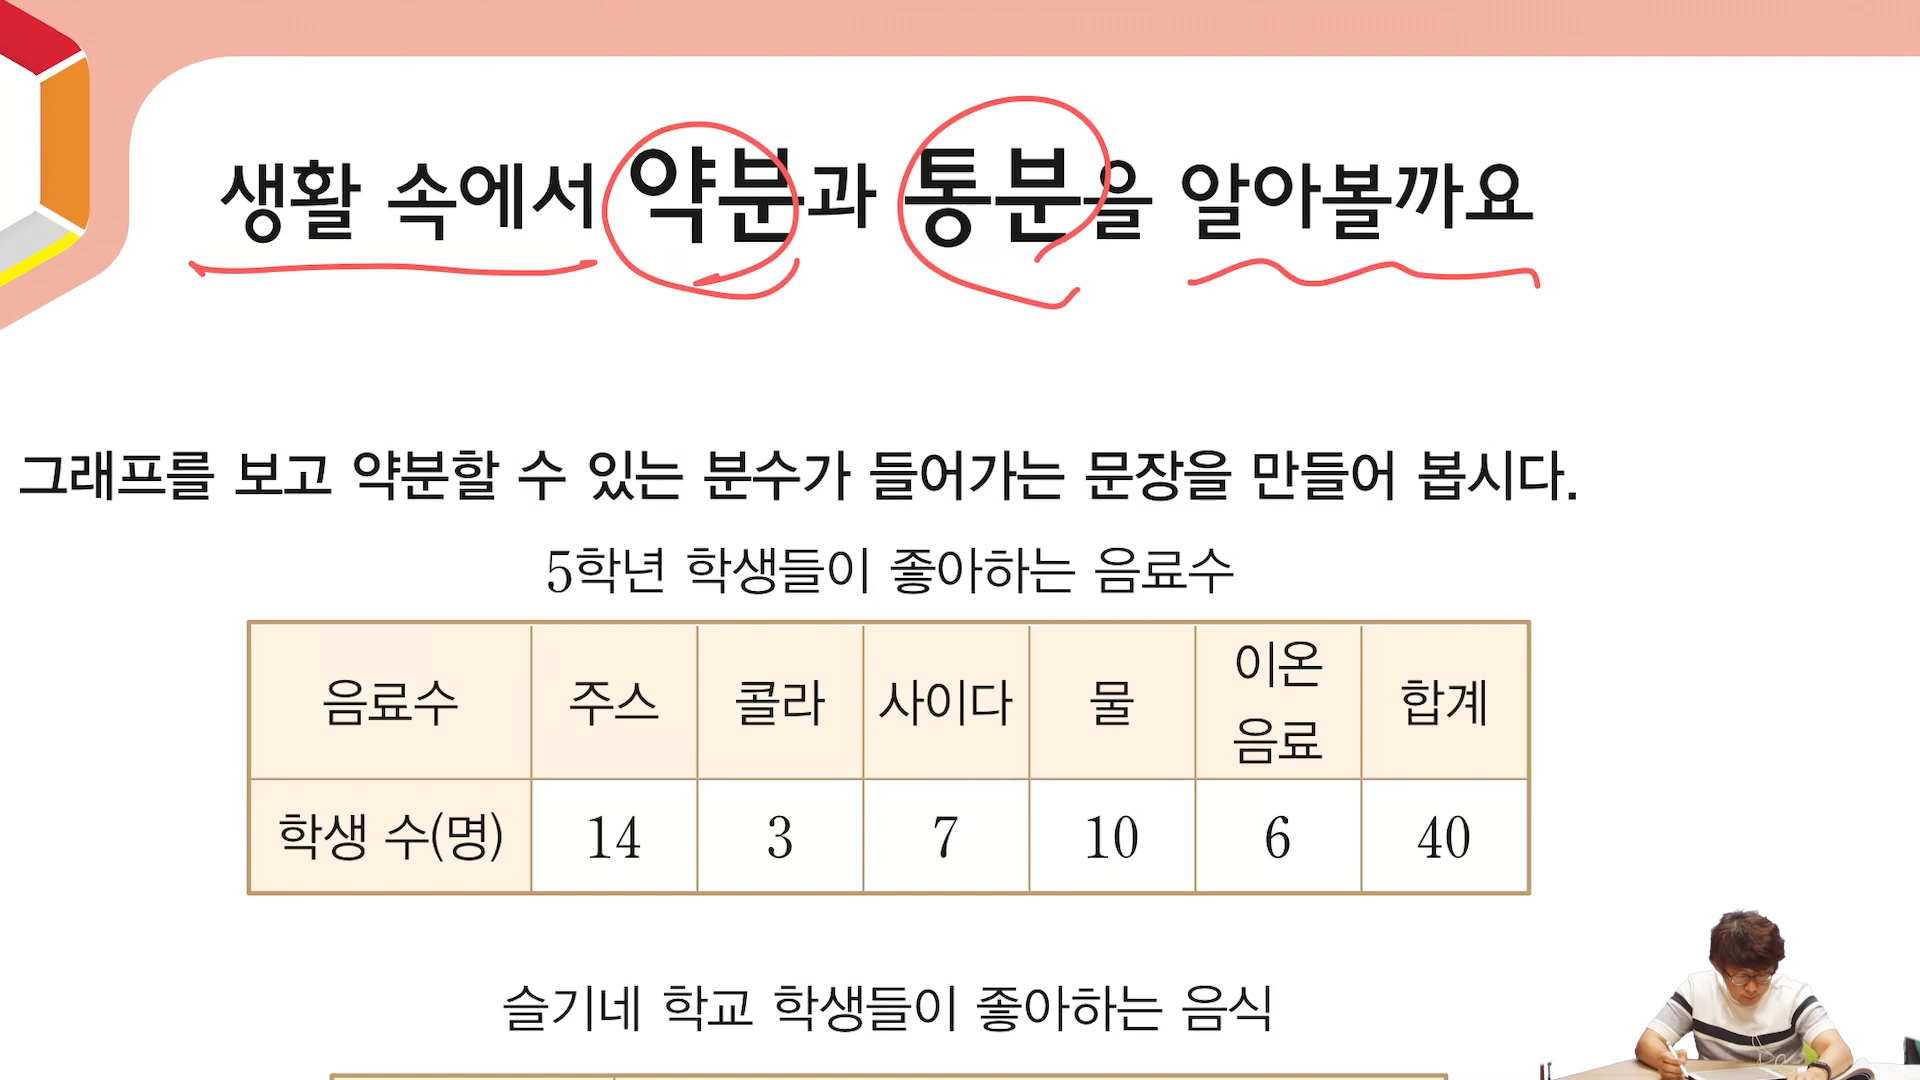 생활 속에서 약분과 통분을 알아볼까요
그래프를 보고 약분할 수 있는 분수가 들어가는 문장을 만들어 봅시다.
5학년 학생들이 좋아하는 음료수
음료수 주스 콜라 사이다 물 이온 음료 합계
학생 수(명) 14 3 7 10 6 40
슬기네 학교 학생들이 좋아하는 음식